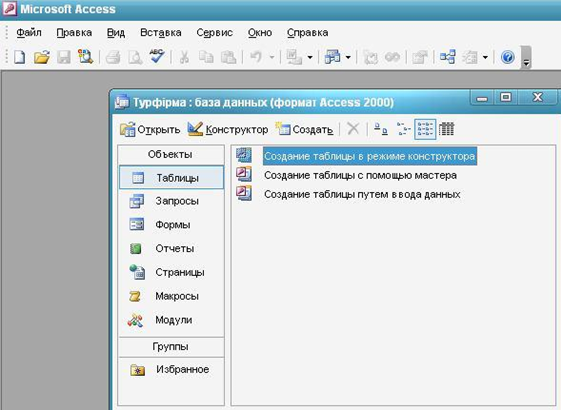 Microsoft Access
Файл Правка Вид Вставка Сервис Окно Справка
Турфірма : база данных (формат Access 2000)
Открыть Конструктор Создать
Объекты
Таблицы
Запросы
Формы
Отчеты
Страницы
Макросы
Модули
Группы
Избранное
Создание таблицы в режиме конструктора
Создание таблицы с помощью мастера
Создание таблицы путем ввода данных